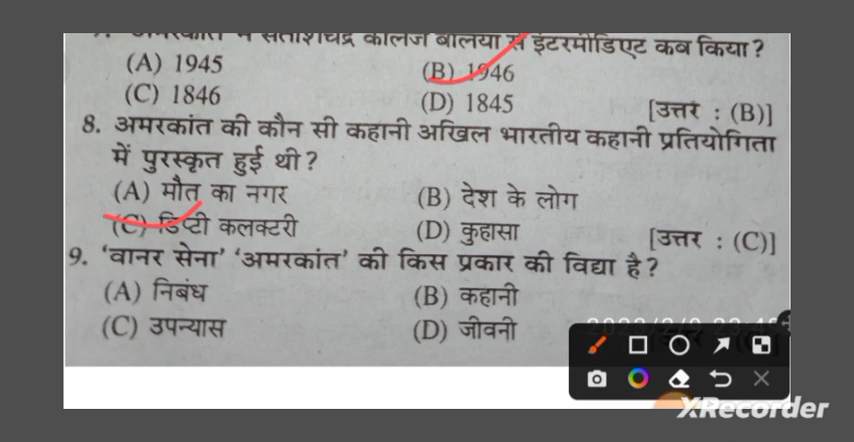 सतीशचंद्र कॉलेज बलिया से इंटरमीडिएट कब किया?
(A) 1945
(B) 1946
(C) 1846
(D) 1845
[उत्तर : (B)]
8. अमरकांत की कौन सी कहानी अखिल भारतीय कहानी प्रतियोगिता
में पुरस्कृत हुई थी?
(A) मौत का नगर
(B) देश के लोग
(C) डिप्टी कलक्टरी
(D) कुहासा
[उत्तर : (C)]
9. 'वानर सेना' 'अमरकांत' की किस प्रकार की विद्या है?
(A) निबंध
(B) कहानी
(C) उपन्यास
(D) जीवनी
XRecorder